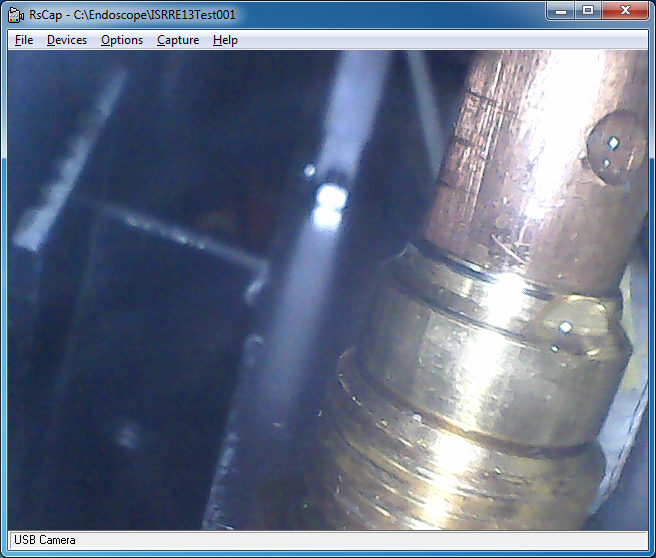 RsCap - C:\Endoscope\ISRRE13Test001
File Devices Options Capture Help
USB Camera